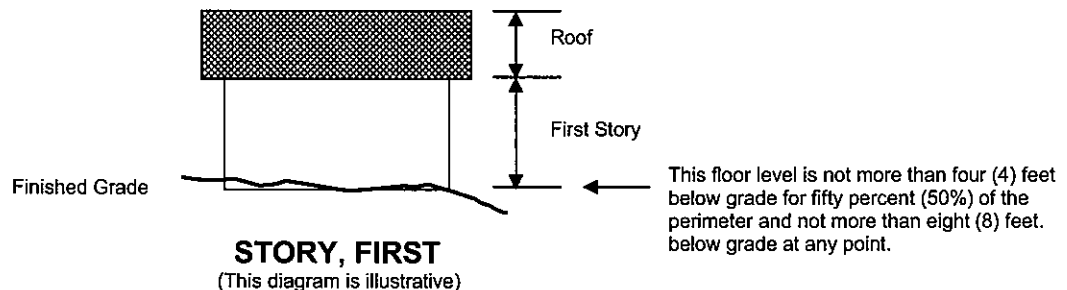 Roof
First Story
Finished Grade
This floor level is not more than four (4) feet
below grade for fifty percent (50%) of the
perimeter and not more than eight (8) feet.
below grade at any point.
STORY, FIRST
(This diagram is illustrative)